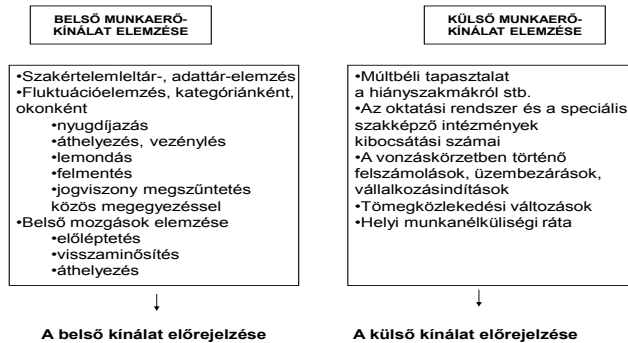 BELSŐ MUNKAERŐ-
KÍNÁLAT ELEMZÉSE
•Szakértelemleltár-, adattár-elemzés
•Fluktuációelemzés, kategóriánként,
okonként
•nyugdíjazás
•áthelyezés, vezénylés
•lemondás
•felmentés
•jogviszony megszűntetés
közös megegyezéssel
•Belső mozgások elemzése
•előléptetés
•visszaminősítés
•áthelyezés
A belső kínálat előrejelzése
KÜLSŐ MUNKAERŐ-
KÍNÁLAT ELEMZÉSE
•Múltbéli tapasztalat
a hiányszakmákról stb.
•Az oktatási rendszer és a speciális
szakképző intézmények
kibocsátási számai
•A vonzáskörzetben történő
felszámolások, üzembezárások,
vállalkozásindítások
•Tömegközlekedési változások
•Helyi munkanélküliségi ráta
A külső kínálat előrejelzése